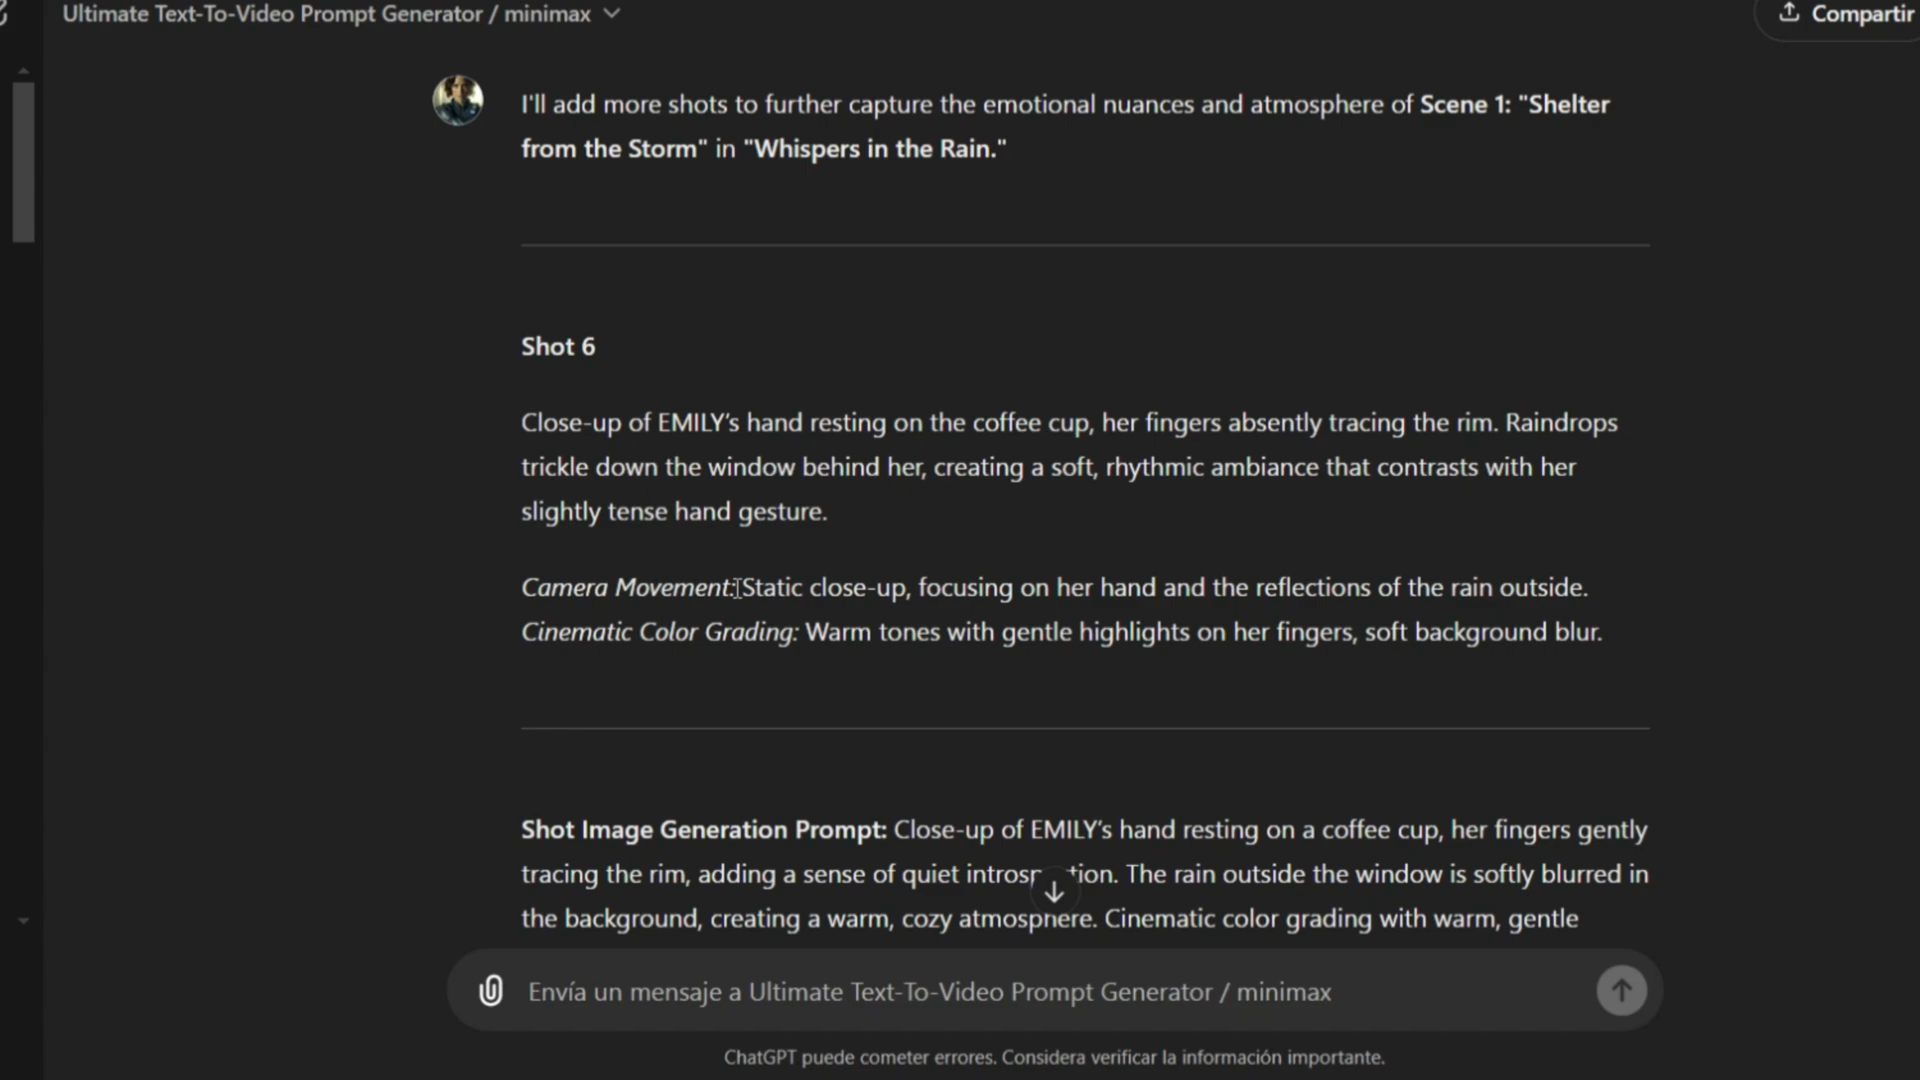 Ultimate Text-To-Video Prompt Generator / minimax
Compartir
I'll add more shots to further capture the emotional nuances and atmosphere of Scene 1: "Shelter
from the Storm" in "Whispers in the Rain."
Shot 6
Close-up of EMILY’s hand resting on the coffee cup, her fingers absently tracing the rim. Raindrops
trickle down the window behind her, creating a soft, rhythmic ambiance that contrasts with her
slightly tense hand gesture.
Camera Movement: Static close-up, focusing on her hand and the reflections of the rain outside.
Cinematic Color Grading: Warm tones with gentle highlights on her fingers, soft background blur.
Shot Image Generation Prompt: Close-up of EMILY’s hand resting on a coffee cup, her fingers gently
tracing the rim, adding a sense of quiet The rain outside the window is softly blurred in
the background, creating a warm, cozy atmosphere. Cinematic color grading with warm, gentle
Envía un mensaje a Ultimate Text-To-Video Prompt Generator / minimax
ChatGPT puede cometer errores. Considera verificar la información importante.